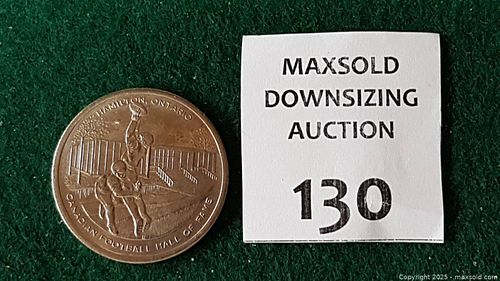 HAMILTON, ONTARIO
CANADIAN FOOTBALL HALL OF FAME
MAXSOLD
DOWNSIZING
AUCTION
130
Copyright © 2025 - .maxsold.com